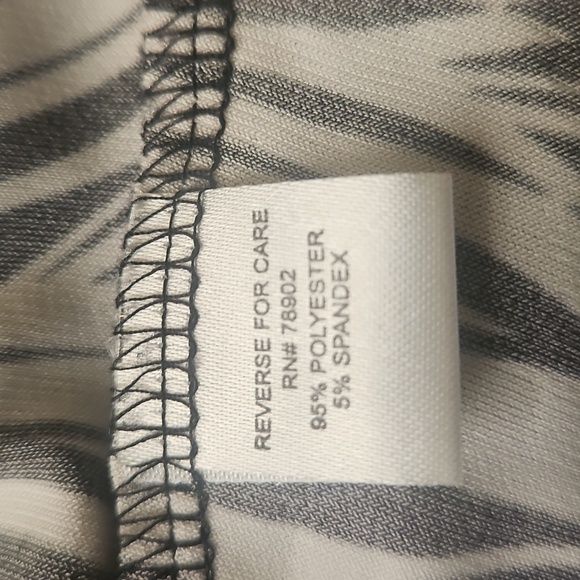 REVERSE FOR CARE
RN# 78902
95% POLYESTER
5% SPANDEX